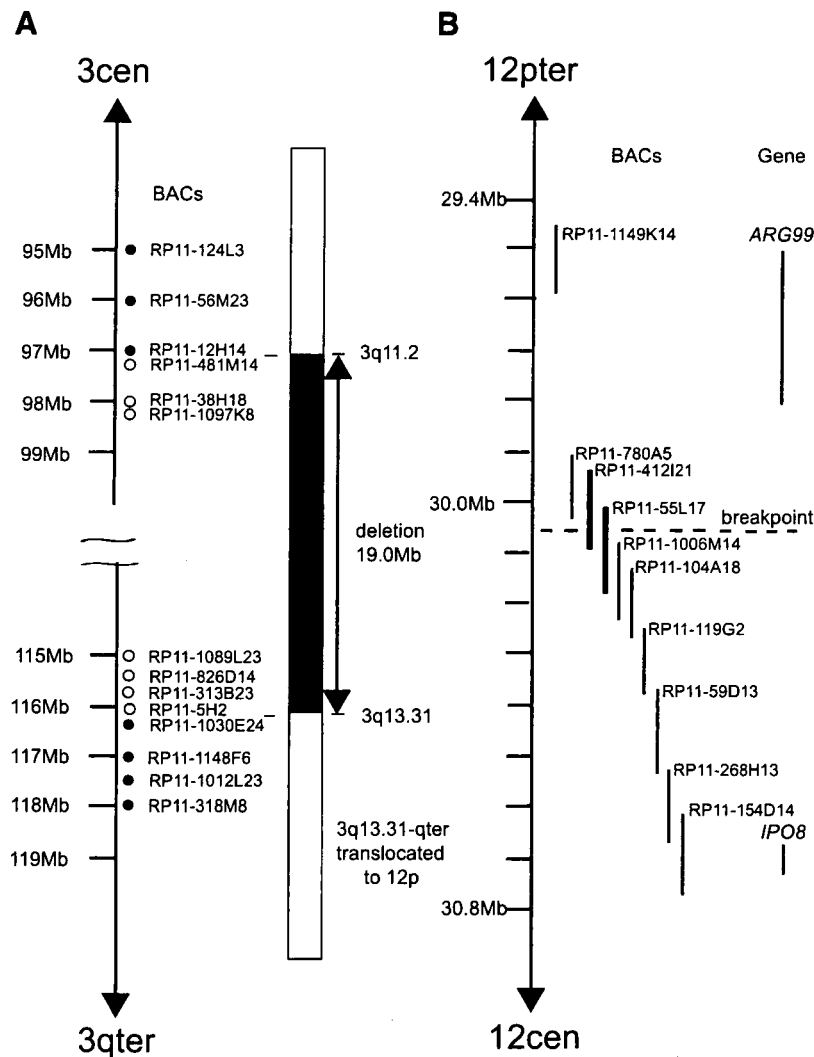 A
3cen
BACs
95Mb
RP11-124L3
96Mb
RP11-56M23
97Mb
RP11-12H14
RP11-481M14
98Mb
RP11-38H18
RP11-1097K8
99Mb
3q11.2
deletion
19.0Mb
115Mb
RP11-1089L23
RP11-826D14
RP11-313B23
116Mb
RP11-5H2
RP11-1030E24
3q13.31
117Mb
RP11-1148F6
RP11-1012L23
118Mb
RP11-318M8
119Mb
3q13.31-qter
translocated
to 12p
3qter
B
12pter
BACs
Gene
29.4Mb
RP11-1149K14
ARG99
RP11-780A5
RP11-412I21
30.0Mb
RP11-55L17
breakpoint
RP11-1006M14
RP11-104A18
RP11-119G2
RP11-59D13
RP11-268H13
RP11-154D14
IPO8
30.8Mb
12cen